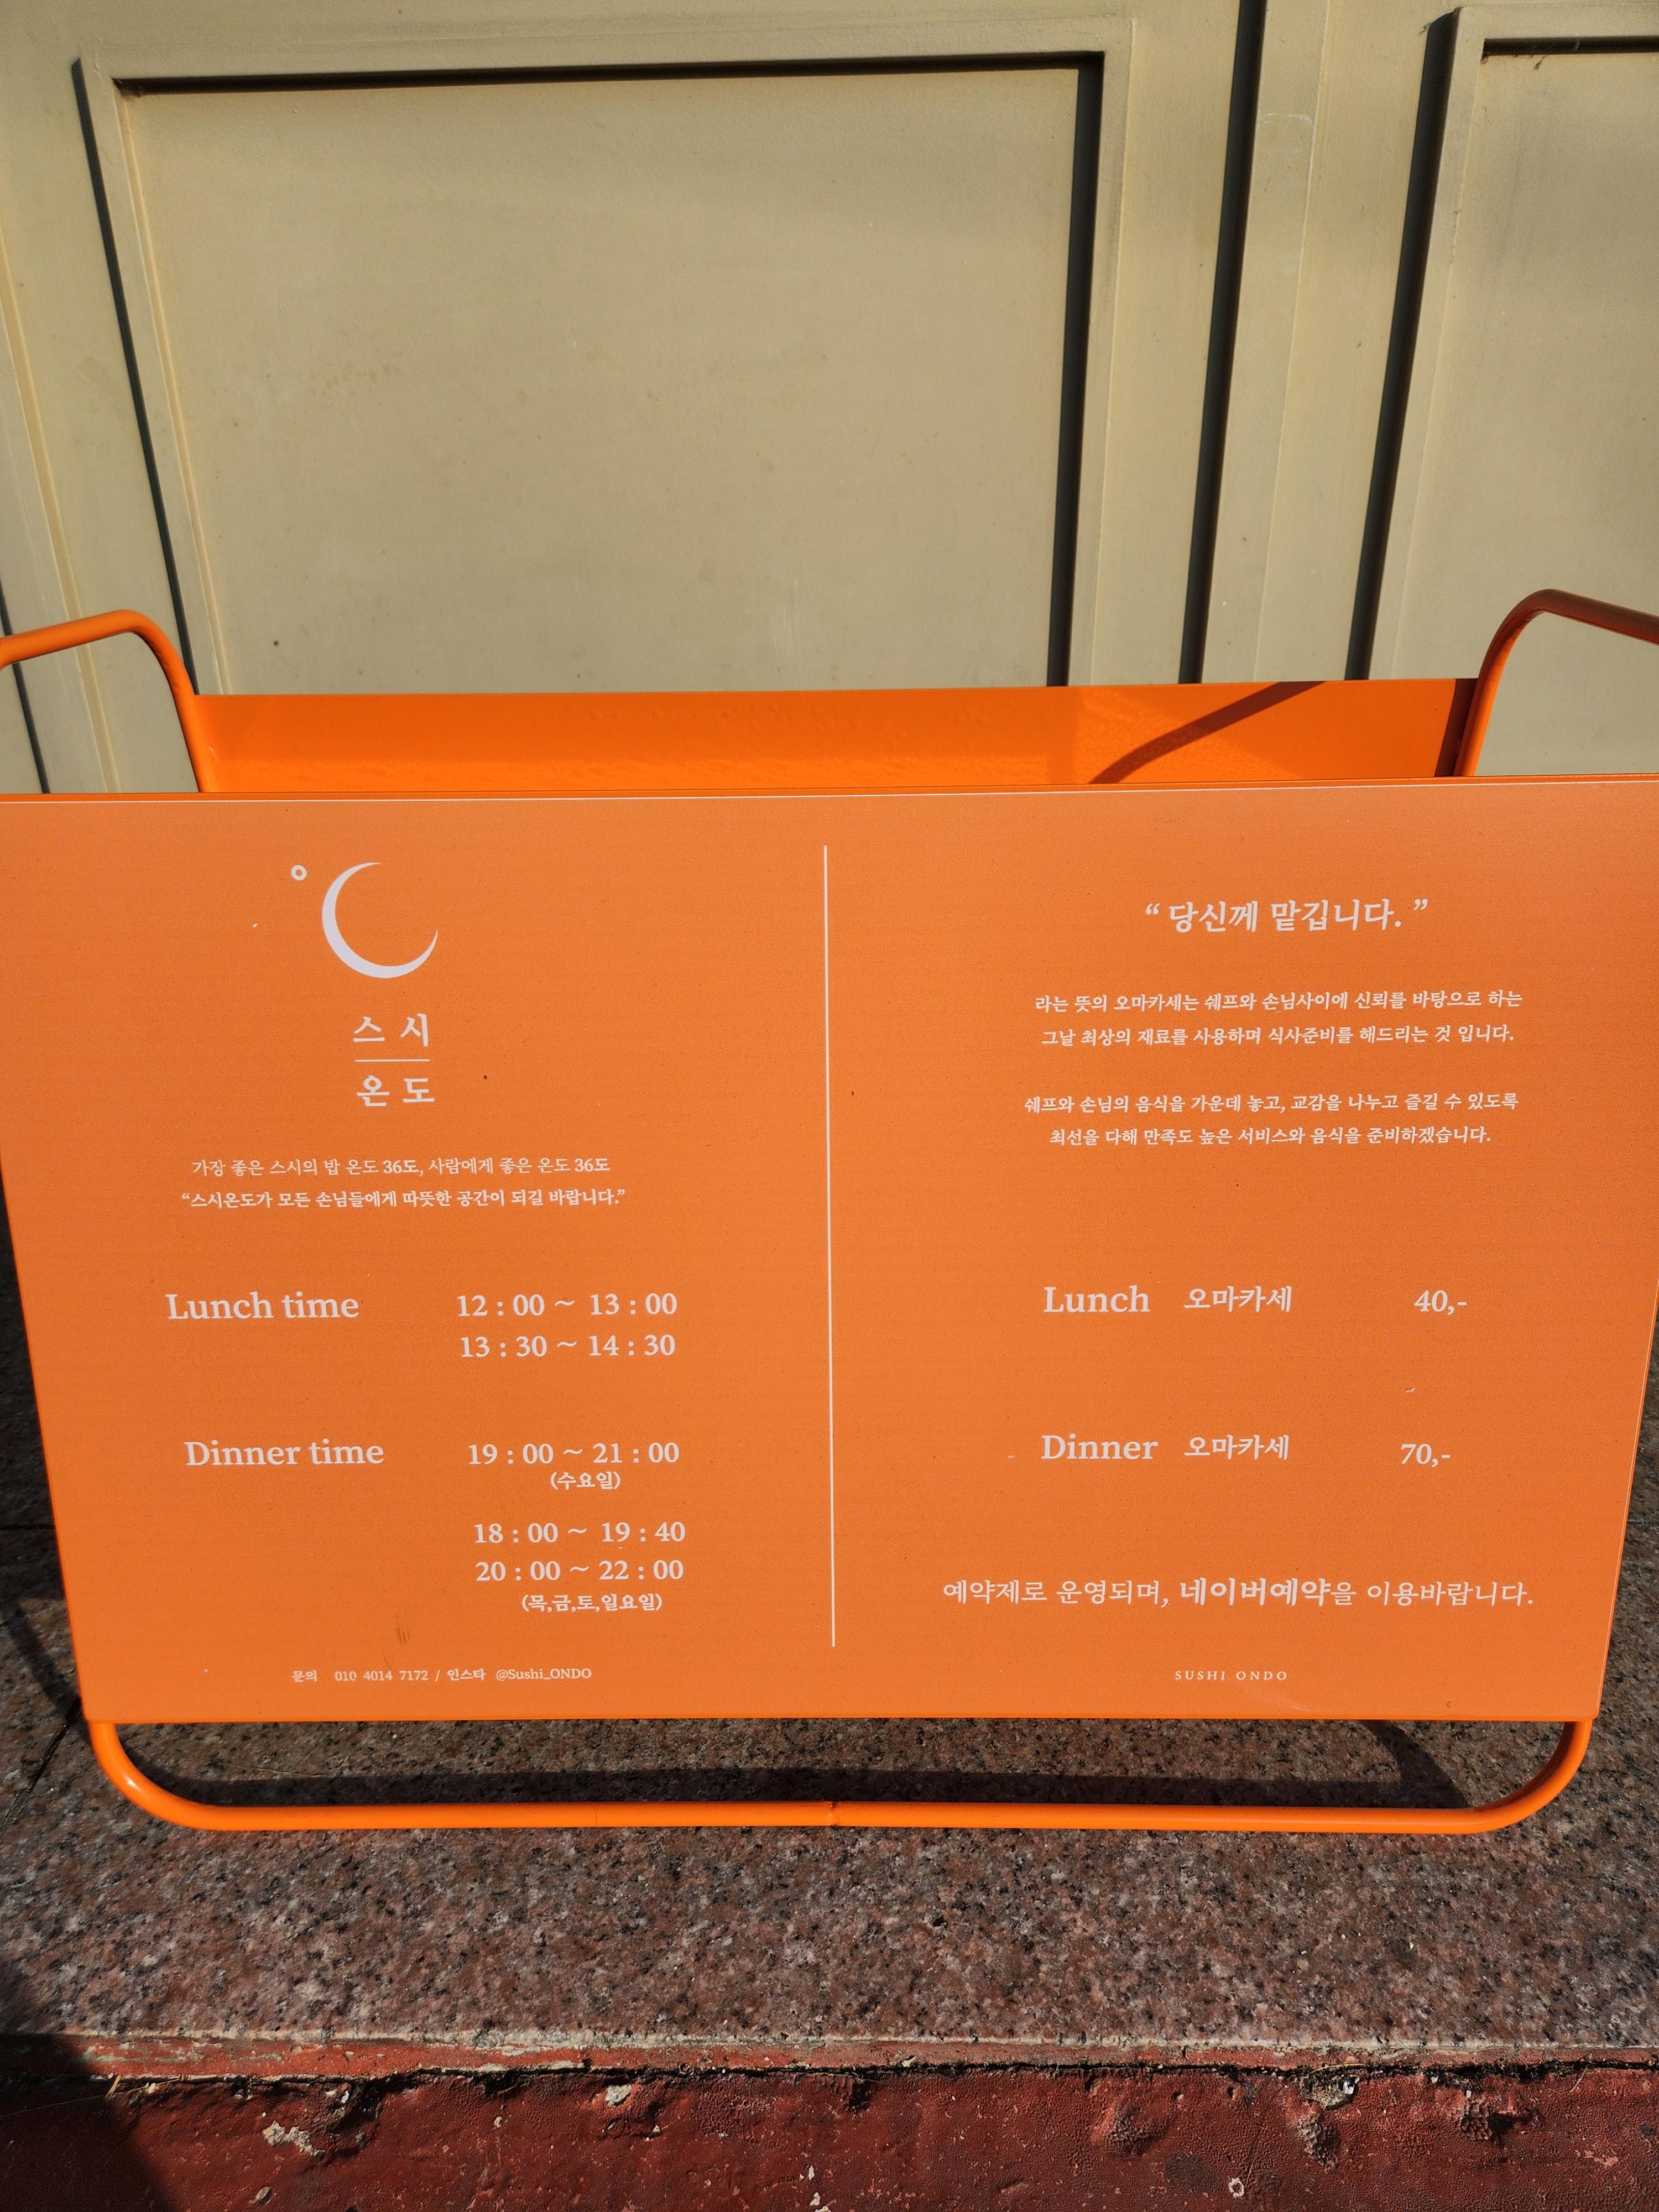 ℃
스시
온도
가장 좋은 스시의 밥 온도 36도, 사람에게 좋은 온도 36도
“스시온도가 모든 손님들에게 따뜻한 공간이 되길 바랍니다.”
Lunch time 12 : 00 ~ 13 : 00
13 : 30 ~ 14 : 30
Dinner time 19 : 00 ~ 21 : 00
(수요일)
18 : 00 ~ 19 : 40
20 : 00 ~ 22 : 00
(목,금,토,일요일)
문의 010 4014 7172 / 인스타 @Sushi_ONDO
“ 당신께 맡깁니다. ”
라는 뜻의 오마카세는 쉐프와 손님사이에 신뢰를 바탕으로 하는
그날 최상의 재료를 사용하며 식사준비를 해드리는 것 입니다.
쉐프와 손님의 음식을 가운데 놓고, 교감을 나누고 즐길 수 있도록
최선을 다해 만족도 높은 서비스와 음식을 준비하겠습니다.
Lunch 오마카세 40,-
Dinner 오마카세 70,-
예약제로 운영되며, 네이버예약을 이용바랍니다.
SUSHI ONDO